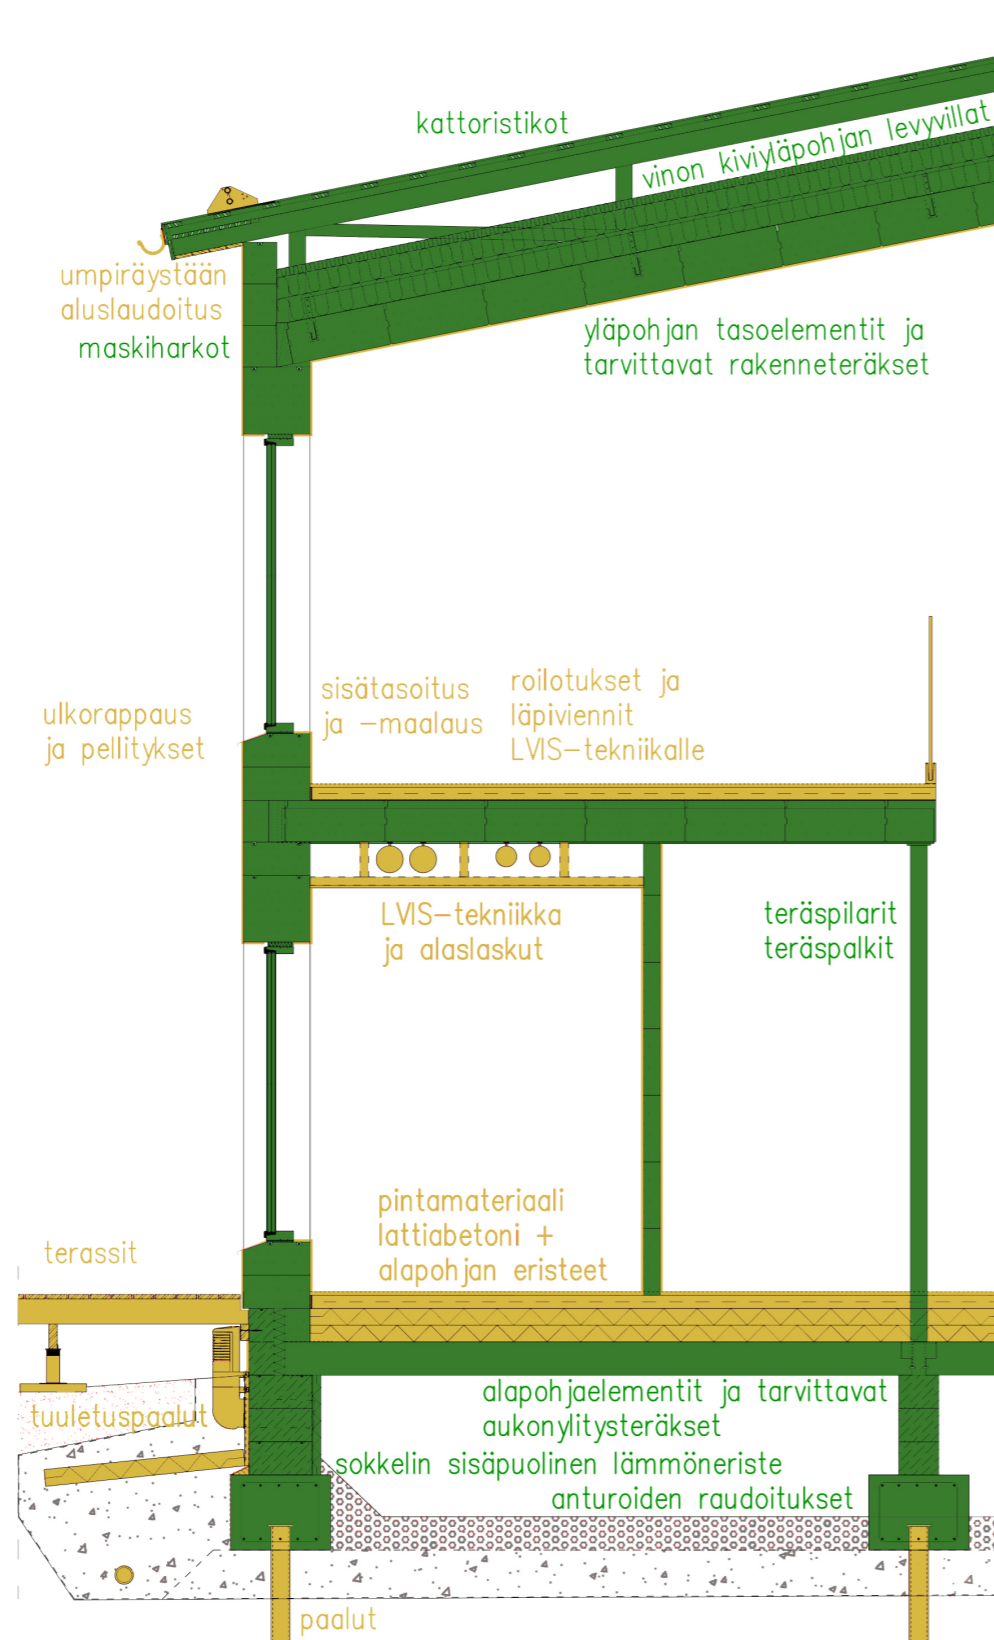 kattoristikot
vinon kiviyläpohjan levyvillat
umpiräystään
aluslaudoitus
maskiharkot
yläpohjan tasoelementit ja
tarvittavat rakenneteräkset
sisätasoitus
ja –maalaus
roilotukset ja
läpiviennit
LVIS–tekniikalle
ulkorappaus
ja pellitykset
LVIS–tekniikka
ja alaslaskut
teräspilarit
teräspalkit
pintamateriaali
lattiabetoni +
alapohjan eristeet
terassit
alapohjaelementit ja tarvittavat
aukonylitysteräkset
tuuletuspaalut
sokkelin sisäpuolinen lämmöneriste
anturoiden raudoitukset
paalut